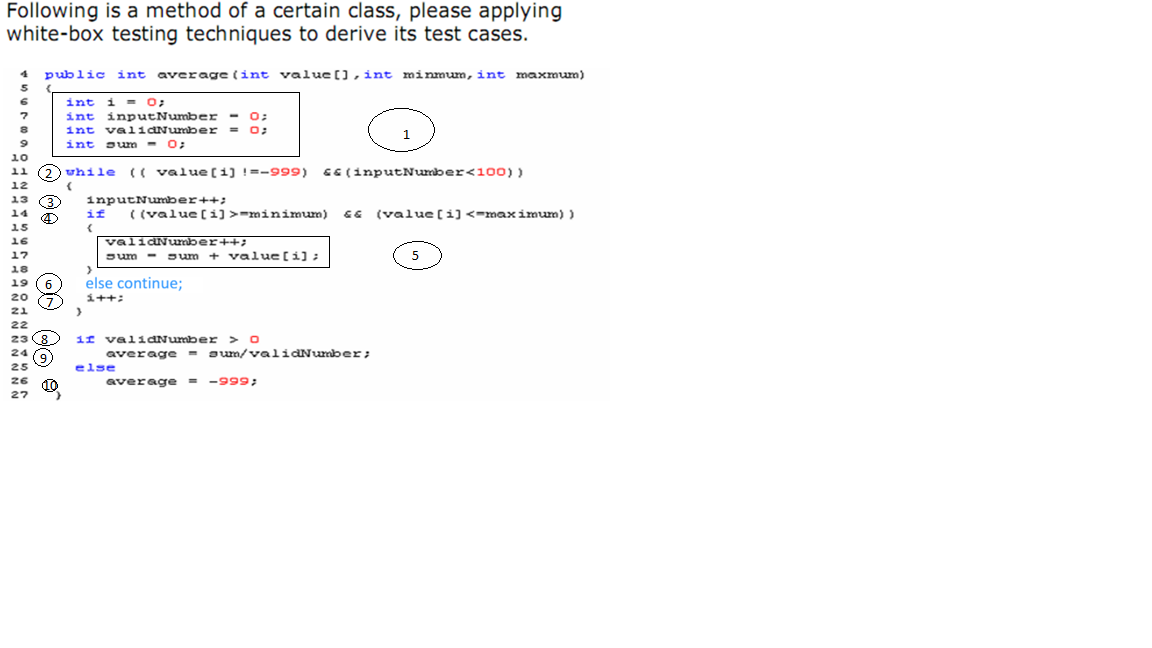 Following is a method of a certain class, please applying
white-box testing techniques to derive its test cases.
4 public int average(int value[],int minmum,int maxmum)
5 {
6 int i = 0;
7 int inputNumber = 0;
8 int validNumber = 0;
9 int sum = 0;
1
10
11 2 while (( value[i] !=-999) &&(inputNumber<100))
12 {
13 3 inputNumber++;
14 4 if ((value[i]>=minimum) && (value[i]<=maximum))
15 {
16 validNumber++;
17 sum = sum + value[i];
5
18 }
19 6 else continue;
20 7 i++;
21 }
22
23 8 if validNumber > 0
24 9 average = sum/validNumber;
25 else
26 10 average = -999;
27 }